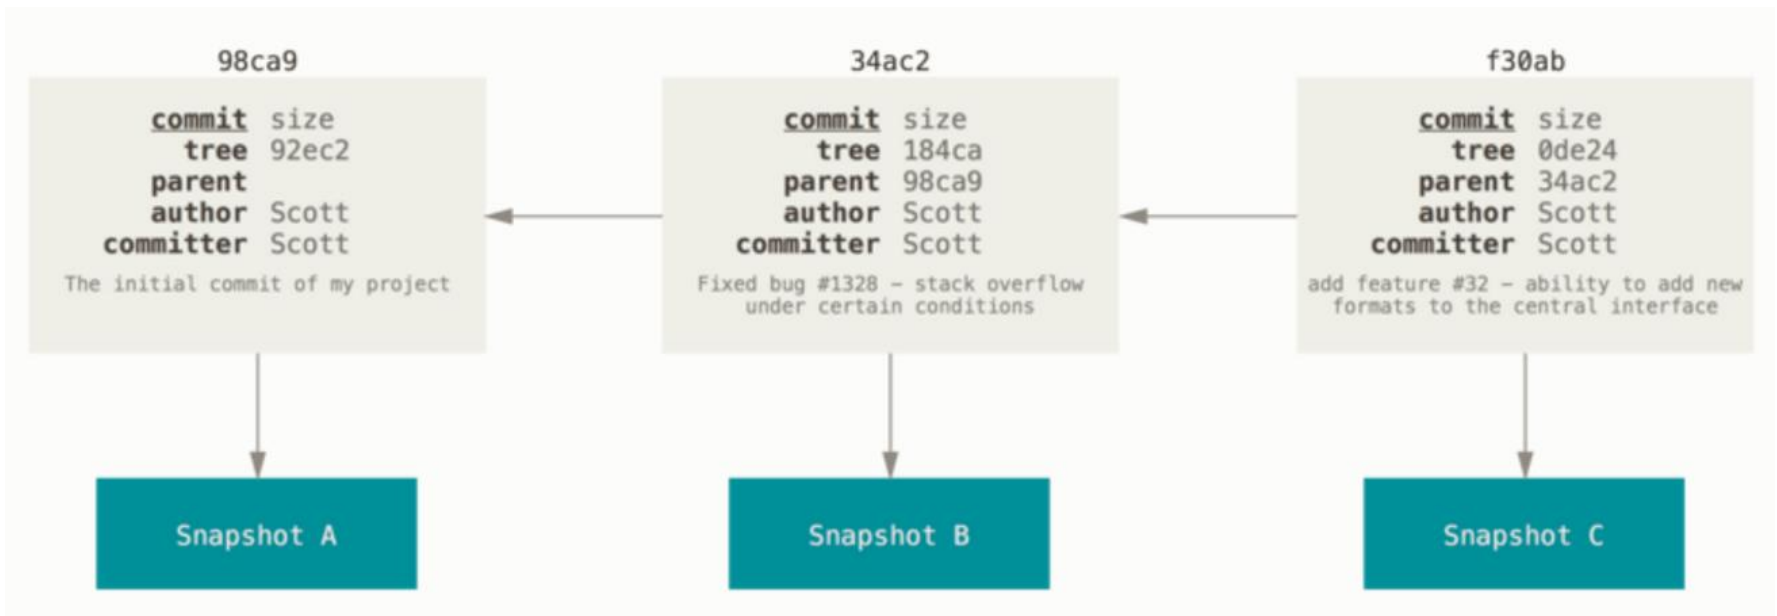 98ca9
commit size
tree 92ec2
parent
author Scott
committer Scott
The initial commit of my project
Snapshot A
34ac2
commit size
tree 184ca
parent 98ca9
author Scott
committer Scott
Fixed bug #1328 – stack overflow
under certain conditions
Snapshot B
f30ab
commit size
tree 0de24
parent 34ac2
author Scott
committer Scott
add feature #32 – ability to add new
formats to the central interface
Snapshot C